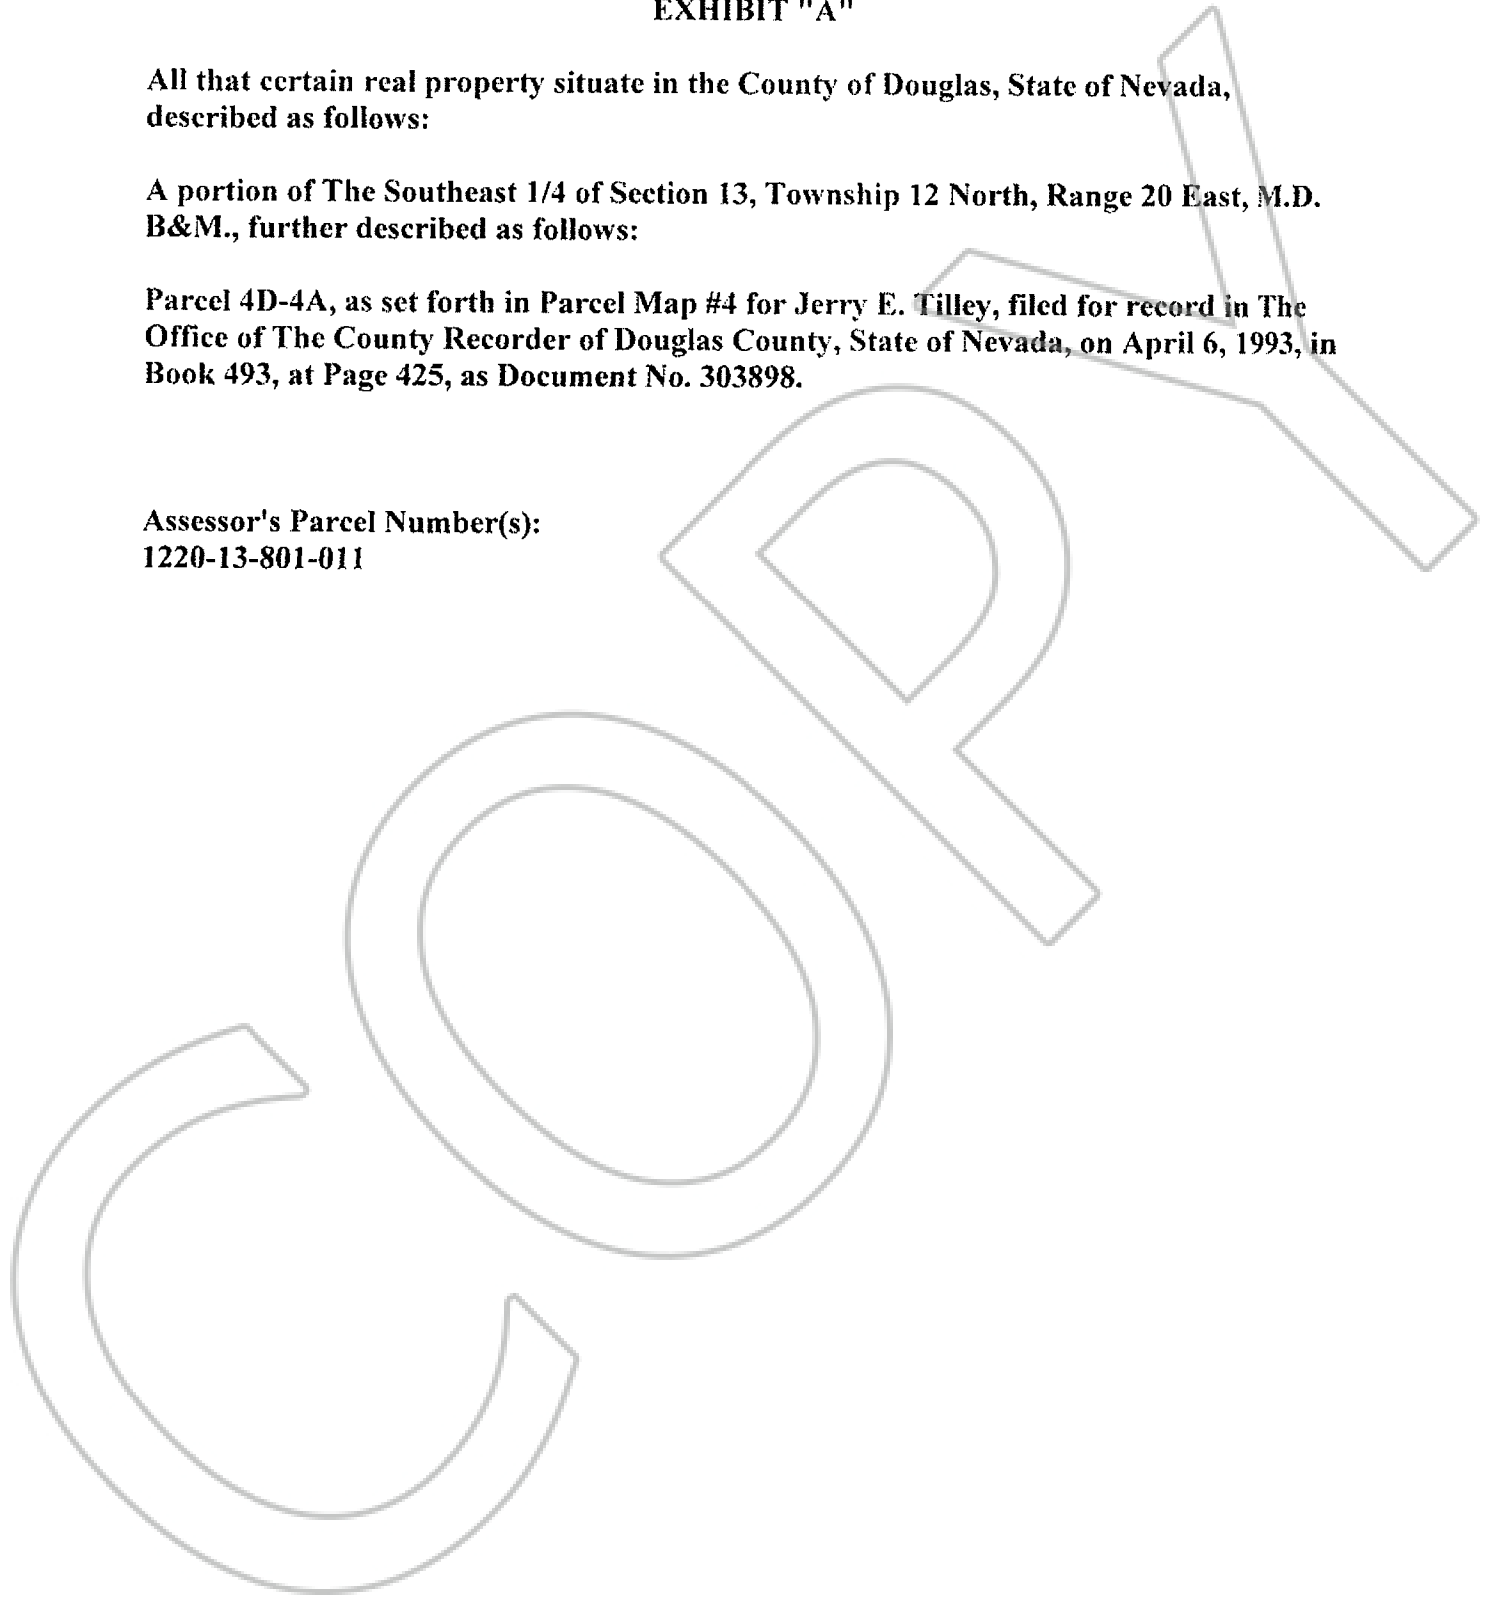 EXHIBIT "A"
All that certain real property situate in the County of Douglas, State of Nevada,
described as follows:
A portion of The Southeast 1/4 of Section 13, Township 12 North, Range 20 East, M.D.
B&M., further described as follows:
Parcel 4D-4A, as set forth in Parcel Map #4 for Jerry E. Tilley, filed for record in The
Office of The County Recorder of Douglas County, State of Nevada, on April 6, 1993, in
Book 493, at Page 425, as Document No. 303898.
Assessor's Parcel Number(s):
1220-13-801-011
COPY